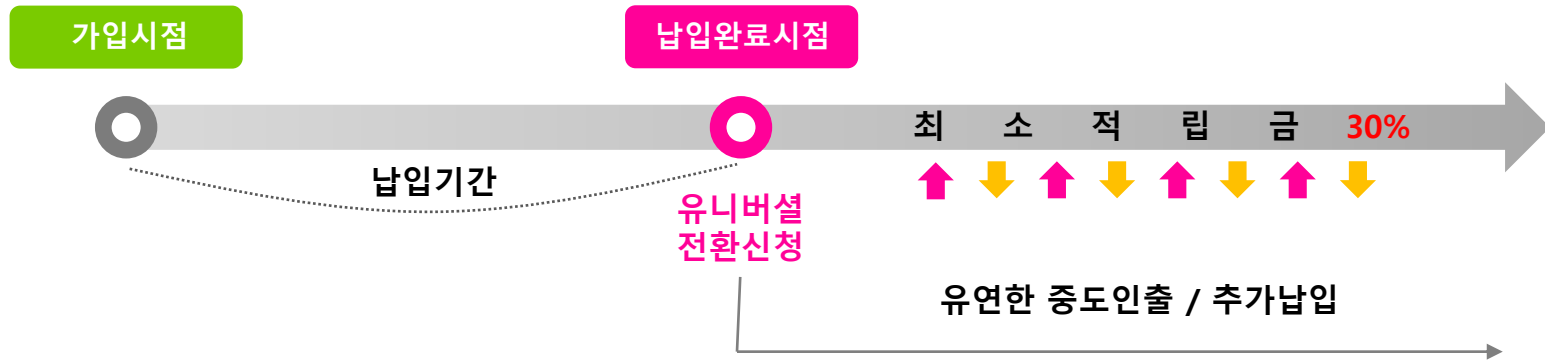 가입시점
납입완료시점
최 소 적 립 금 30%
납입기간
유니버셜
전환신청
유연한 중도인출 / 추가납입